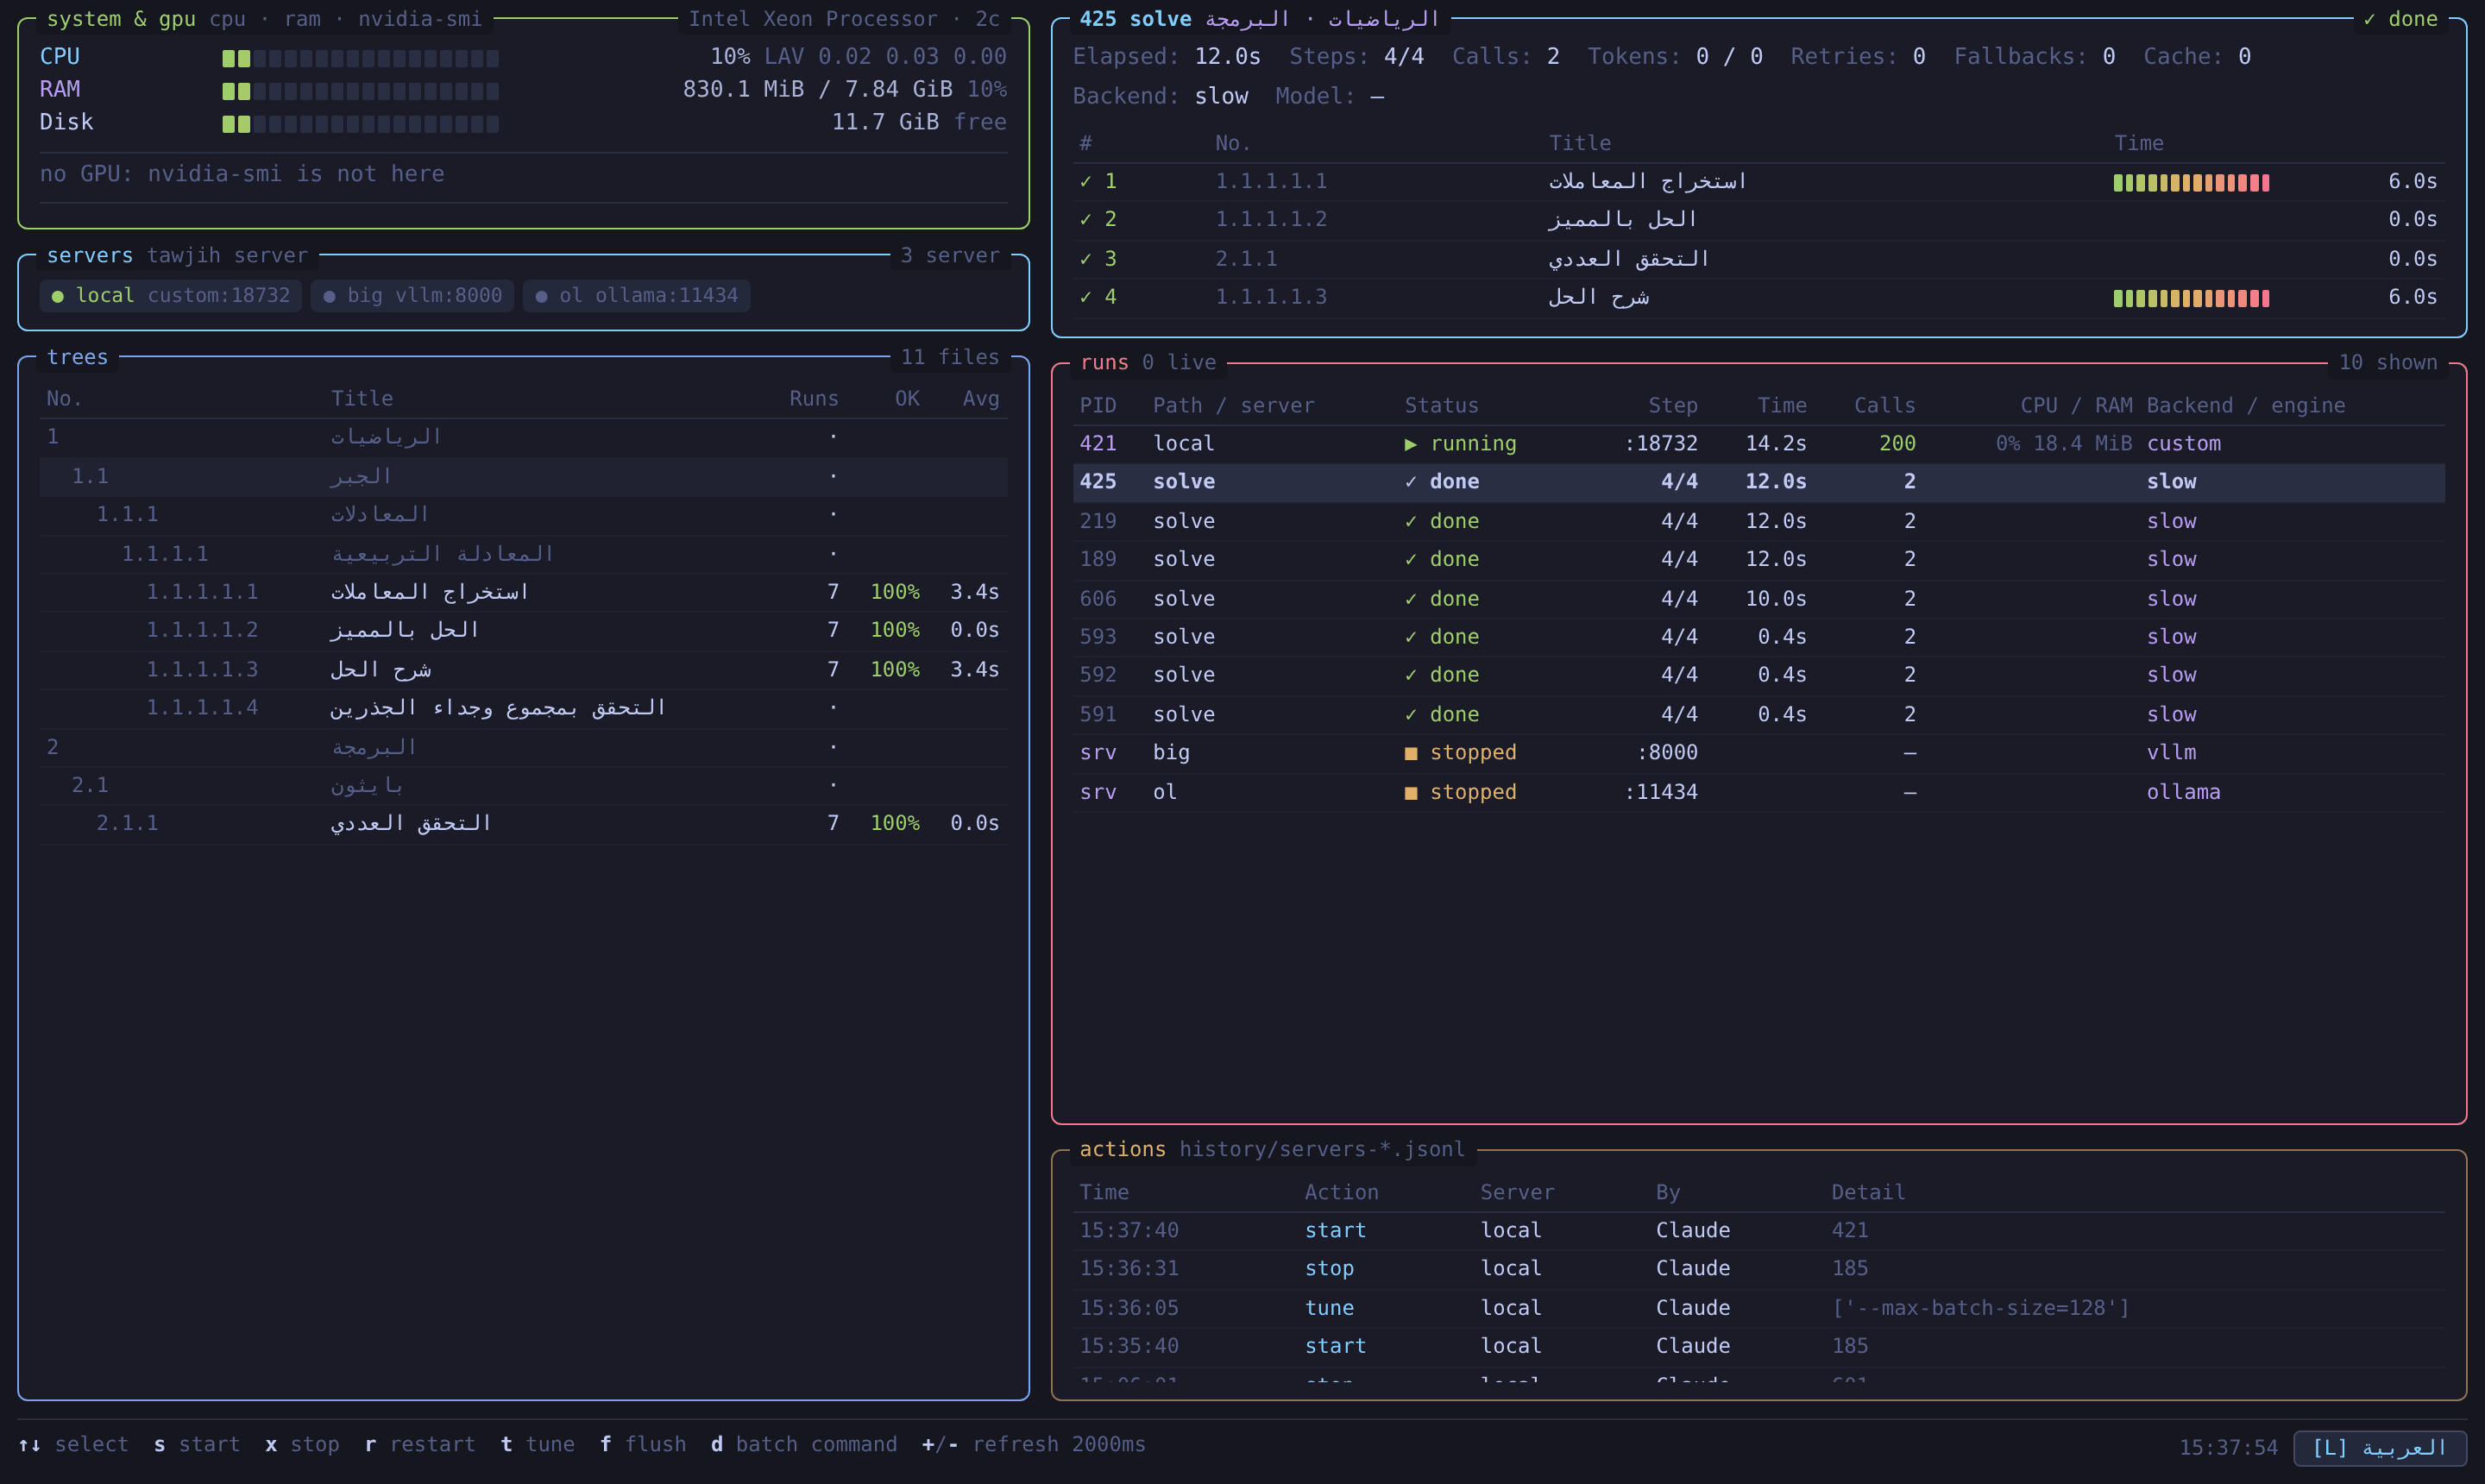 system & gpu cpu · ram · nvidia-smi
Intel Xeon Processor · 2c
CPU 10% LAV 0.02 0.03 0.00
RAM 830.1 MiB / 7.84 GiB 10%
Disk 11.7 GiB free
no GPU: nvidia-smi is not here
servers tawjih server
3 server
● local custom:18732 ● big vllm:8000 ● ol ollama:11434
trees
11 files
No. Title Runs OK Avg
1 الرياضيات ·
1.1 الجبر ·
1.1.1 المعادلات ·
1.1.1.1 المعادلة التربيعية ·
1.1.1.1.1 استخراج المعاملات 7 100% 3.4s
1.1.1.1.2 الحل بالمميز 7 100% 0.0s
1.1.1.1.3 شرح الحل 7 100% 3.4s
1.1.1.1.4 التحقق بمجموع وجداء الجذرين ·
2 البرمجة ·
2.1 بايثون ·
2.1.1 التحقق العددي 7 100% 0.0s
425 solve الرياضيات · البرمجة
✓ done
Elapsed: 12.0s Steps: 4/4 Calls: 2 Tokens: 0 / 0 Retries: 0 Fallbacks: 0 Cache: 0
Backend: slow Model: —
# No. Title Time
✓ 1 1.1.1.1.1 استخراج المعاملات 6.0s
✓ 2 1.1.1.1.2 الحل بالمميز 0.0s
✓ 3 2.1.1 التحقق العددي 0.0s
✓ 4 1.1.1.1.3 شرح الحل 6.0s
runs 0 live
10 shown
PID Path / server Status Step Time Calls CPU / RAM Backend / engine
421 local ▶ running :18732 14.2s 200 0% 18.4 MiB custom
425 solve ✓ done 4/4 12.0s 2 slow
219 solve ✓ done 4/4 12.0s 2 slow
189 solve ✓ done 4/4 12.0s 2 slow
606 solve ✓ done 4/4 10.0s 2 slow
593 solve ✓ done 4/4 0.4s 2 slow
592 solve ✓ done 4/4 0.4s 2 slow
591 solve ✓ done 4/4 0.4s 2 slow
srv big ■ stopped :8000 — vllm
srv ol ■ stopped :11434 — ollama
actions history/servers-*.jsonl
Time Action Server By Detail
15:37:40 start local Claude 421
15:36:31 stop local Claude 185
15:36:05 tune local Claude ['--max-batch-size=128']
15:35:40 start local Claude 185
↑↓ select s start x stop r restart t tune f flush d batch command +/- refresh 2000ms
15:37:54 العربية [L]